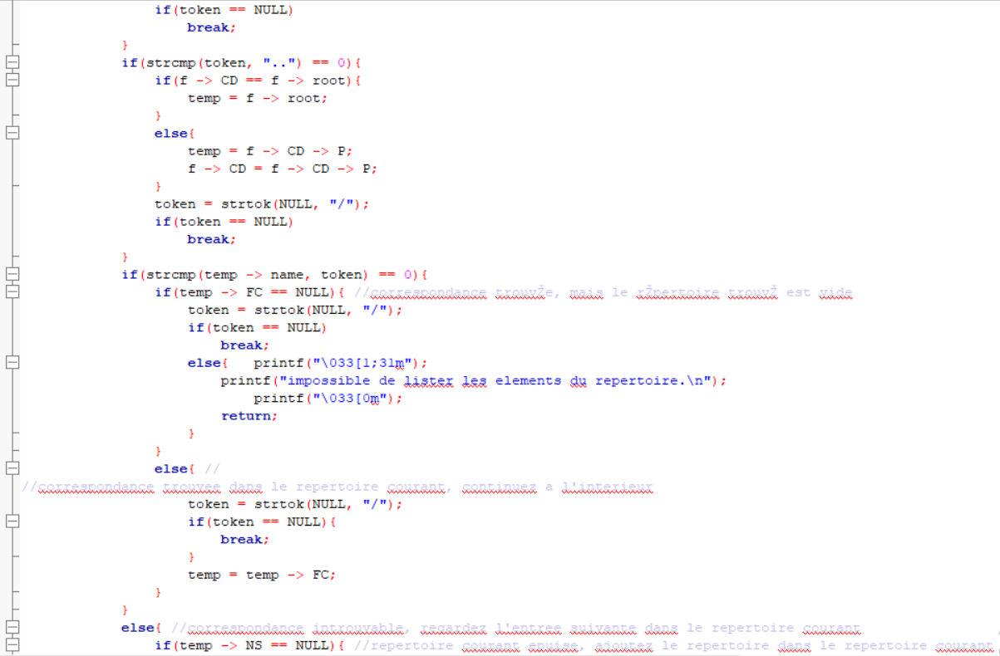 if(token == NULL)
break;
}
if(strcmp(token, "..") == 0){
if(f -> CD == f -> root){
temp = f -> root;
}
else{
temp = f -> CD -> P;
f -> CD = f -> CD -> P;
}
token = strtok(NULL, "/");
if(token == NULL)
break;
}
if(strcmp(temp -> name, token) == 0){
if(temp -> FC == NULL){ //correspondance trouvŽe, mais le rŽpertoire trouvŽ est vide
token = strtok(NULL, "/");
if(token == NULL)
break;
else{   printf("\033[1;31m");
printf("impossible de lister les elements du repertoire.\n");
printf("\033[0m");
return;
}
}
else{ //
//correspondance trouvee dans le repertoire courant, continuez a l'interieur
token = strtok(NULL, "/");
if(token == NULL){
break;
}
temp = temp -> FC;
}
}
else{ //correspondance introuvable, regardez l'entree suivante dans le repertoire courant
if(temp -> NS == NULL){ //repertoire courant epuise, ajoutez le repertoire dans le repertoire courant